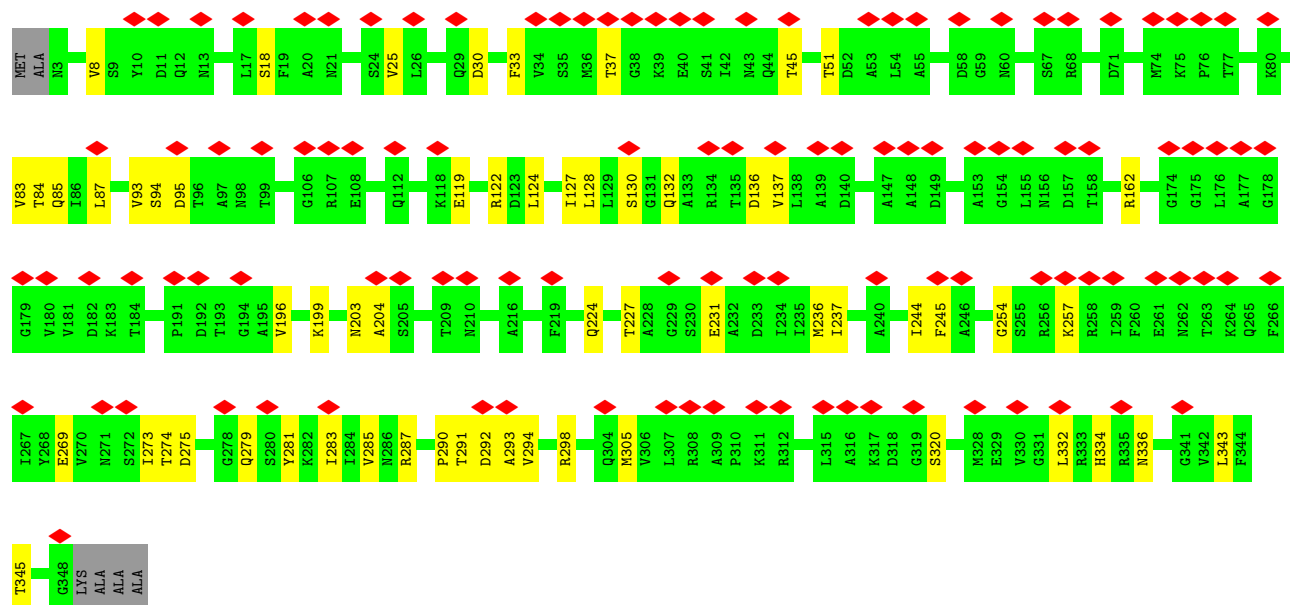 MET ALA N3 V8 S9 Y10 D11 Q12 N13 L17 S18 F19 A20 N21 S24 V25 L26 Q29 D30 F33 V34 S35 M36 T37 G38 K39 E40 S41 I42 N43 Q44 T45 T51 D52 A53 L54 A55 D58 G59 N60 S67 R68 D71 M74 K75 P76 T77 K80
V83 T84 Q85 I86 L87 V93 S94 D95 T96 A97 N98 T99 G106 R107 E108 Q112 K118 E119 R122 D123 L124 I127 L128 L129 S130 G131 Q132 A133 R134 T135 D136 V137 L138 A139 D140 A147 A148 D149 A153 G154 L155 N156 D157 T158 R162 G174 G175 L176 A177 G178
G179 V180 V181 D182 K183 T184 P191 D192 T193 G194 A195 V196 K199 N203 A204 S205 T209 N210 A216 F219 Q224 T227 A228 G229 S230 E231 A232 D233 I234 I235 M236 I237 A240 I244 F245 A246 G254 S255 R256 K257 R258 I259 F260 E261 N262 T263 K264 Q265 F266
I267 Y268 E269 V270 N271 S272 I273 T274 D275 G278 Q279 S280 Y281 K282 I283 I284 V285 N286 R287 P290 T291 D292 A293 V294 R298 Q304 M305 V306 L307 R308 A309 P310 K311 R312 L315 A316 K317 D318 G319 S320 M328 E329 V330 G331 L332 R333 H334 R335 N336 G341 V342 L343 F344
T345 G348 LYS ALA ALA ALA